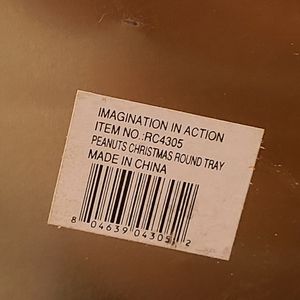 IMAGINATION IN ACTION
ITEM NO.:RC4305
PEANUTS CHRISTMAS ROUND TRAY
MADE IN CHINA
8 04639 04305 2